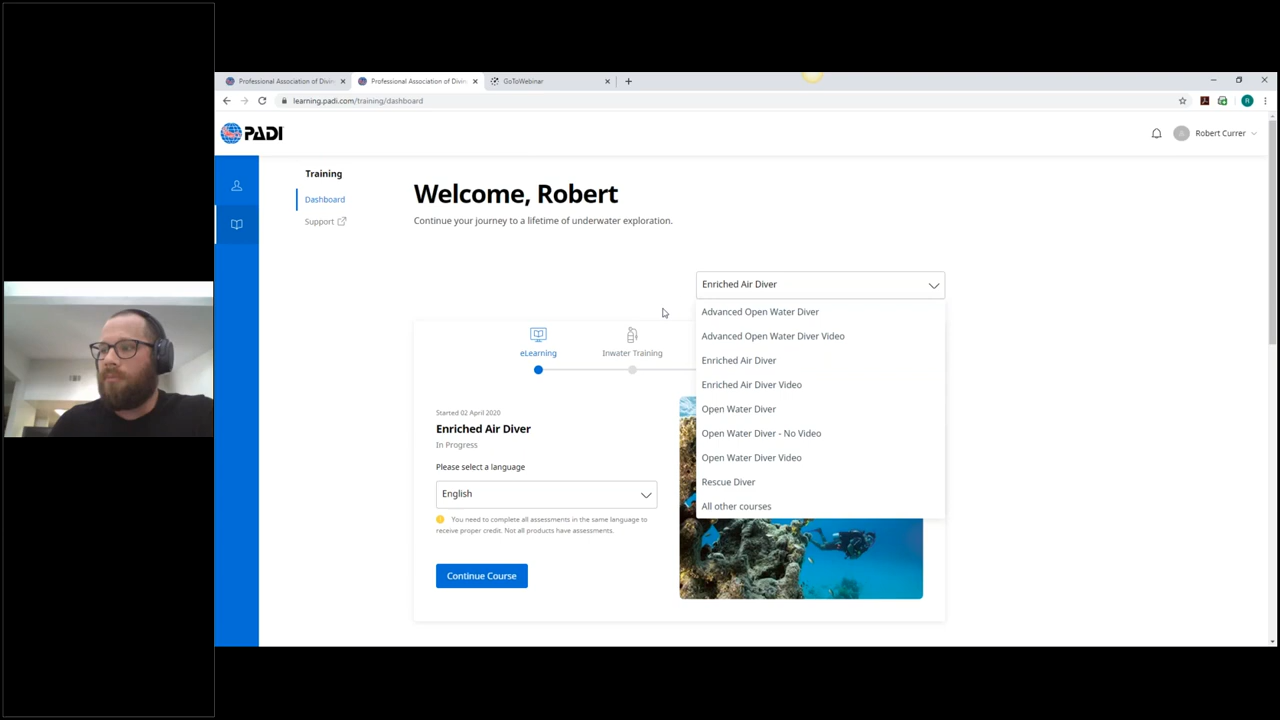 Professional Association of Divin
Professional Association of Divin
GoToWebinar
learning.padi.com/training/dashboard
PADI
Robert Currer
Training
Dashboard
Support
Welcome, Robert
Continue your journey to a lifetime of underwater exploration.
Enriched Air Diver
Advanced Open Water Diver
Advanced Open Water Diver Video
Enriched Air Diver
Enriched Air Diver Video
Open Water Diver
Open Water Diver - No Video
Open Water Diver Video
Rescue Diver
All other courses
eLearning
Inwater Training
Started 02 April 2020
Enriched Air Diver
In Progress
Please select a language
English
You need to complete all assessments in the same language to
receive proper credit. Not all products have assessments.
Continue Course